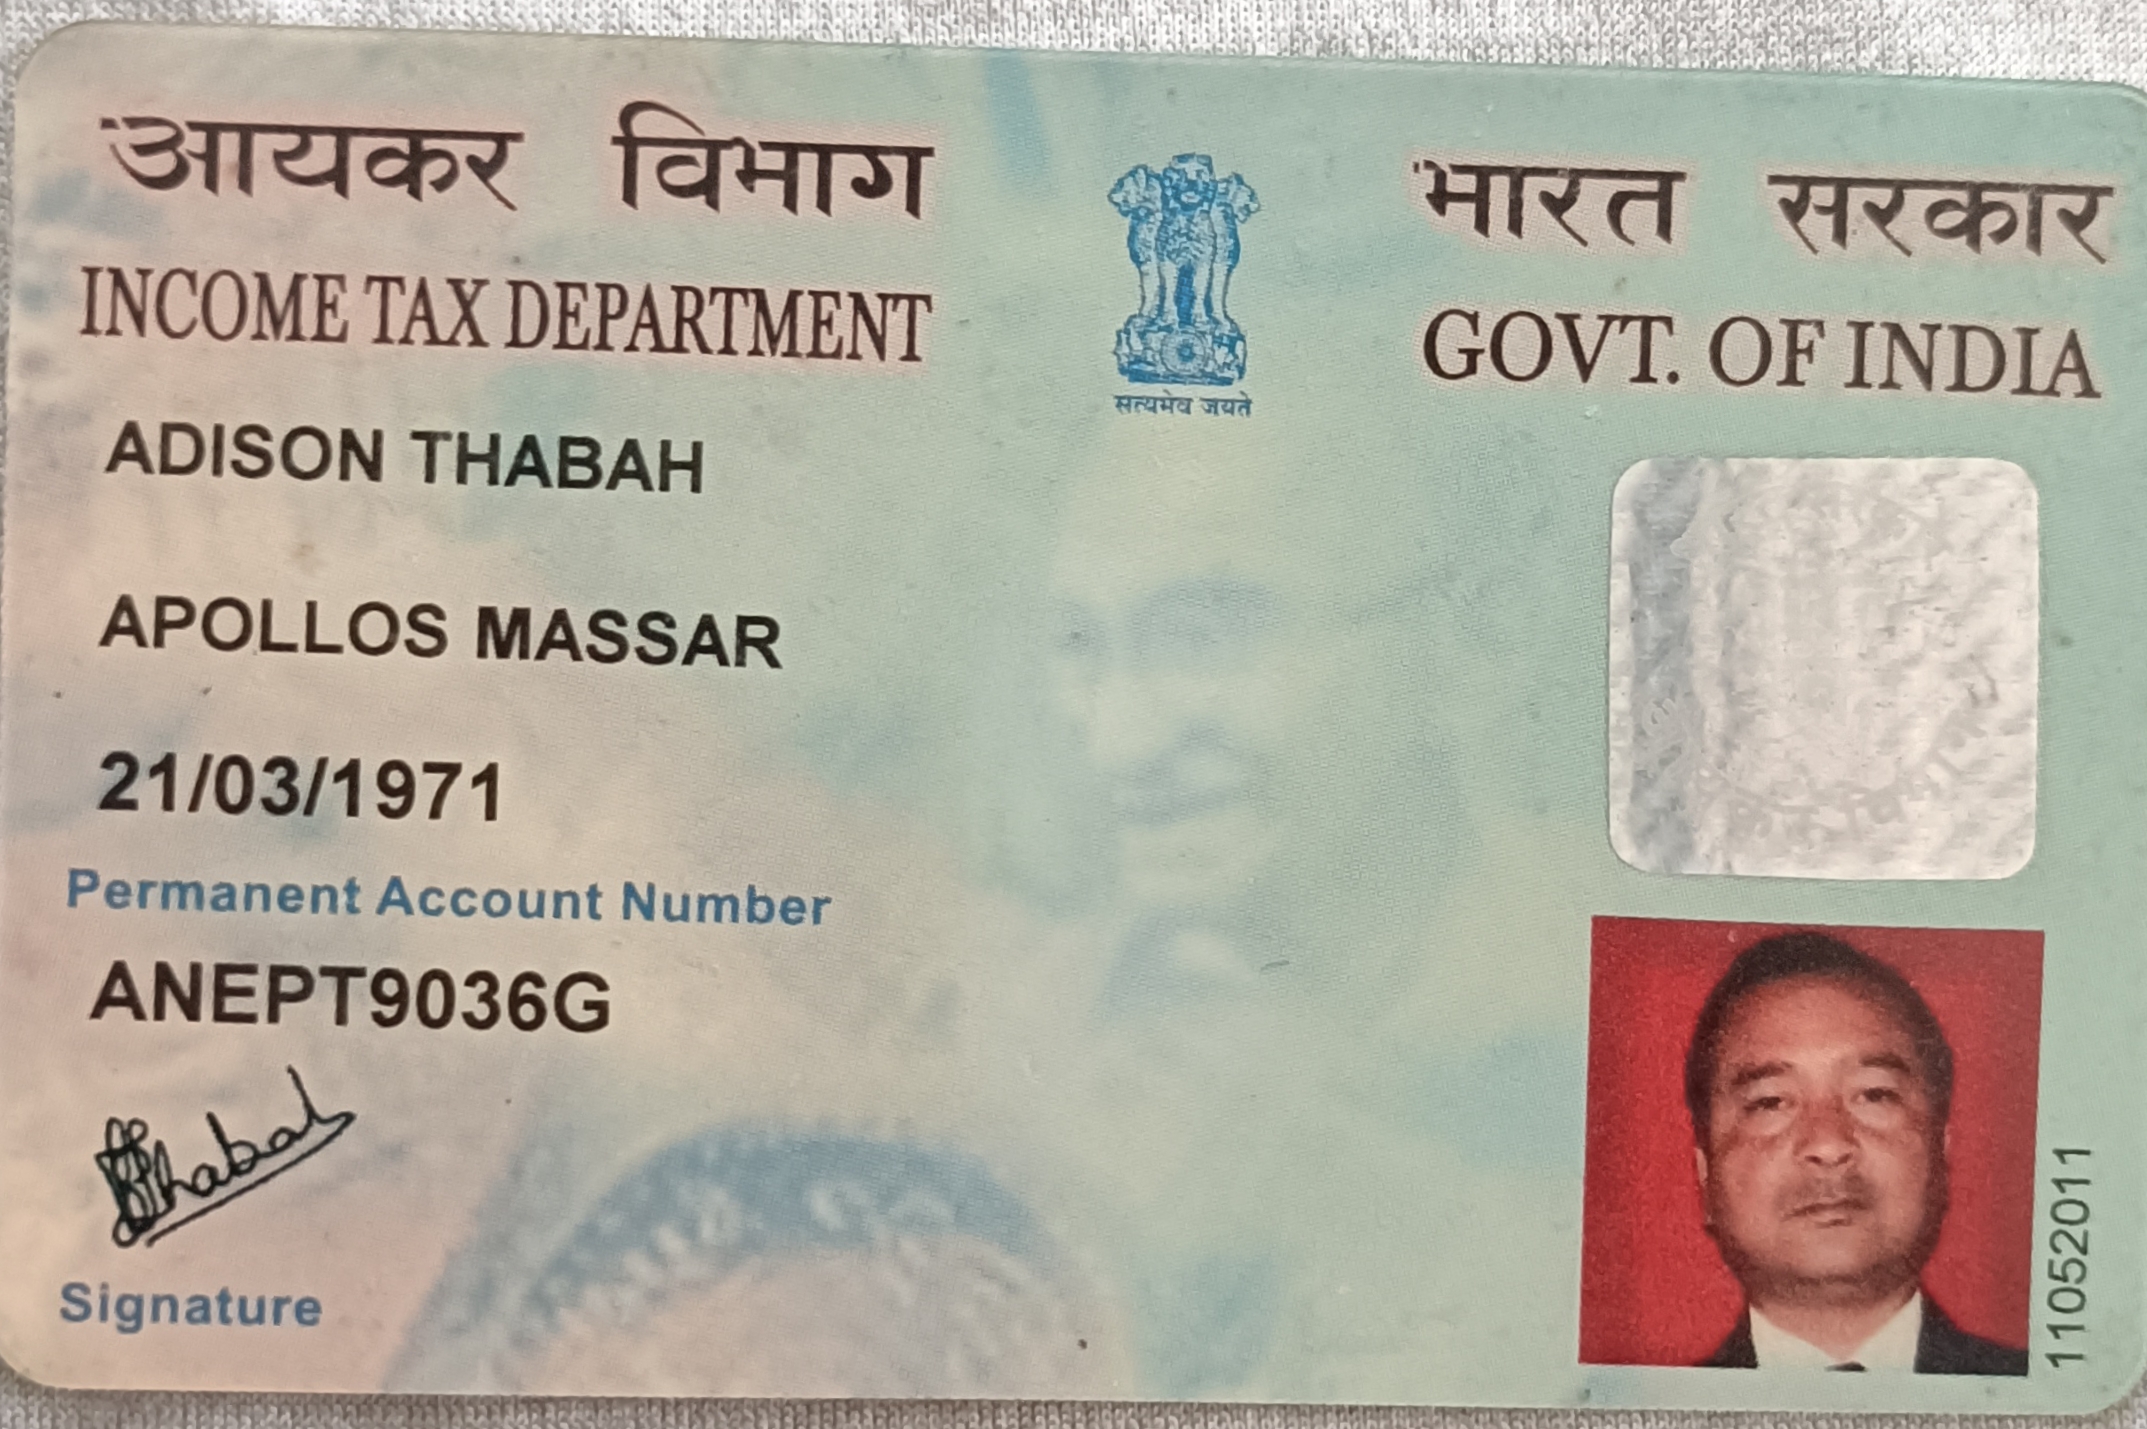 आयकर विभाग
INCOME TAX DEPARTMENT
भारत सरकार
GOVT. OF INDIA
सत्यमेव जयते
ADISON THABAH
APOLLOS MASSAR
21/03/1971
Permanent Account Number
ANEPT9036G
Thabah
Signature
11052011